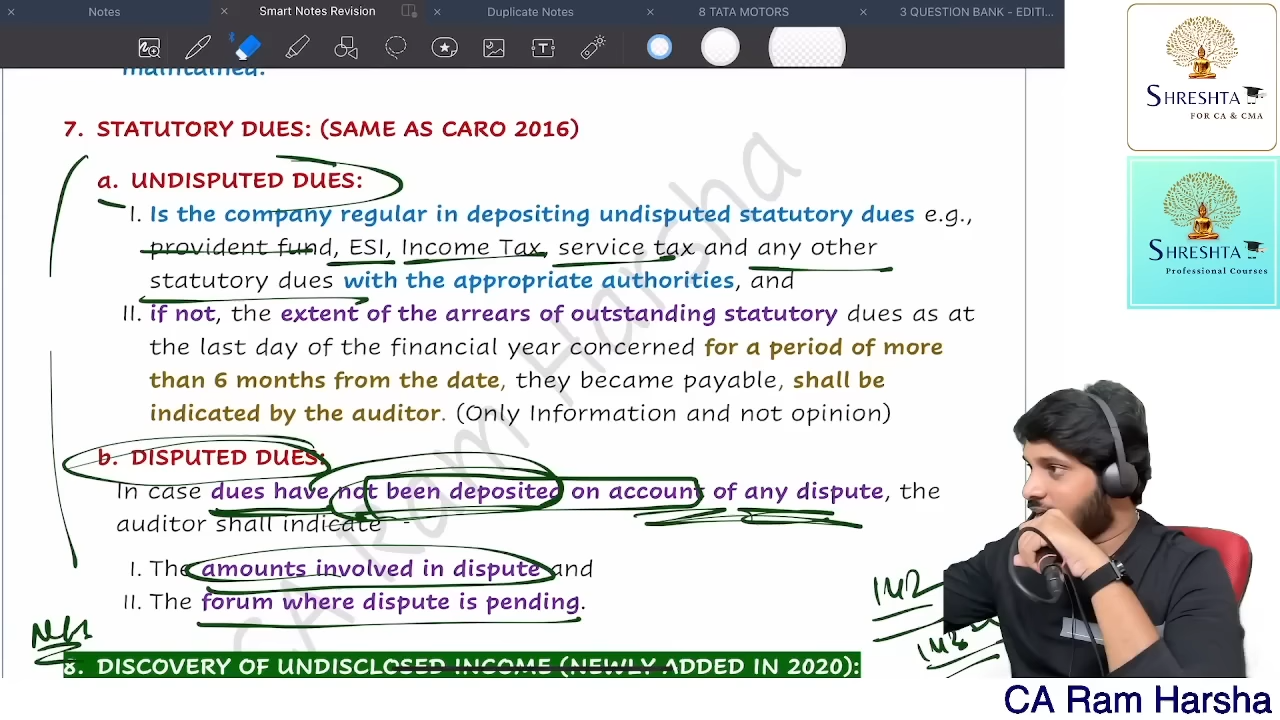 Notes
Smart Notes Revision
Duplicate Notes
8 TATA MOTORS
3 QUESTION BANK - EDITI...
maintained.
7. STATUTORY DUES: (SAME AS CARO 2016)
a. UNDISPUTED DUES:
I. Is the company regular in depositing undisputed statutory dues e.g.,
provident fund, ESI, Income Tax, service tax and any other
statutory dues with the appropriate authorities, and
II. if not, the extent of the arrears of outstanding statutory dues as at
the last day of the financial year concerned for a period of more
than 6 months from the date, they became payable, shall be
indicated by the auditor. (Only Information and not opinion)
b. DISPUTED DUES:
In case dues have not been deposited on account of any dispute, the
auditor shall indicate -
I. The amounts involved in dispute and
II. The forum where dispute is pending.
8. DISCOVERY OF UNDISCLOSED INCOME (NEWLY ADDED IN 2020):
CA Ram Harsha
SHRESHTA
FOR CA & CMA
SHRESHTA
Professional Courses
142
CA Ram Harsha